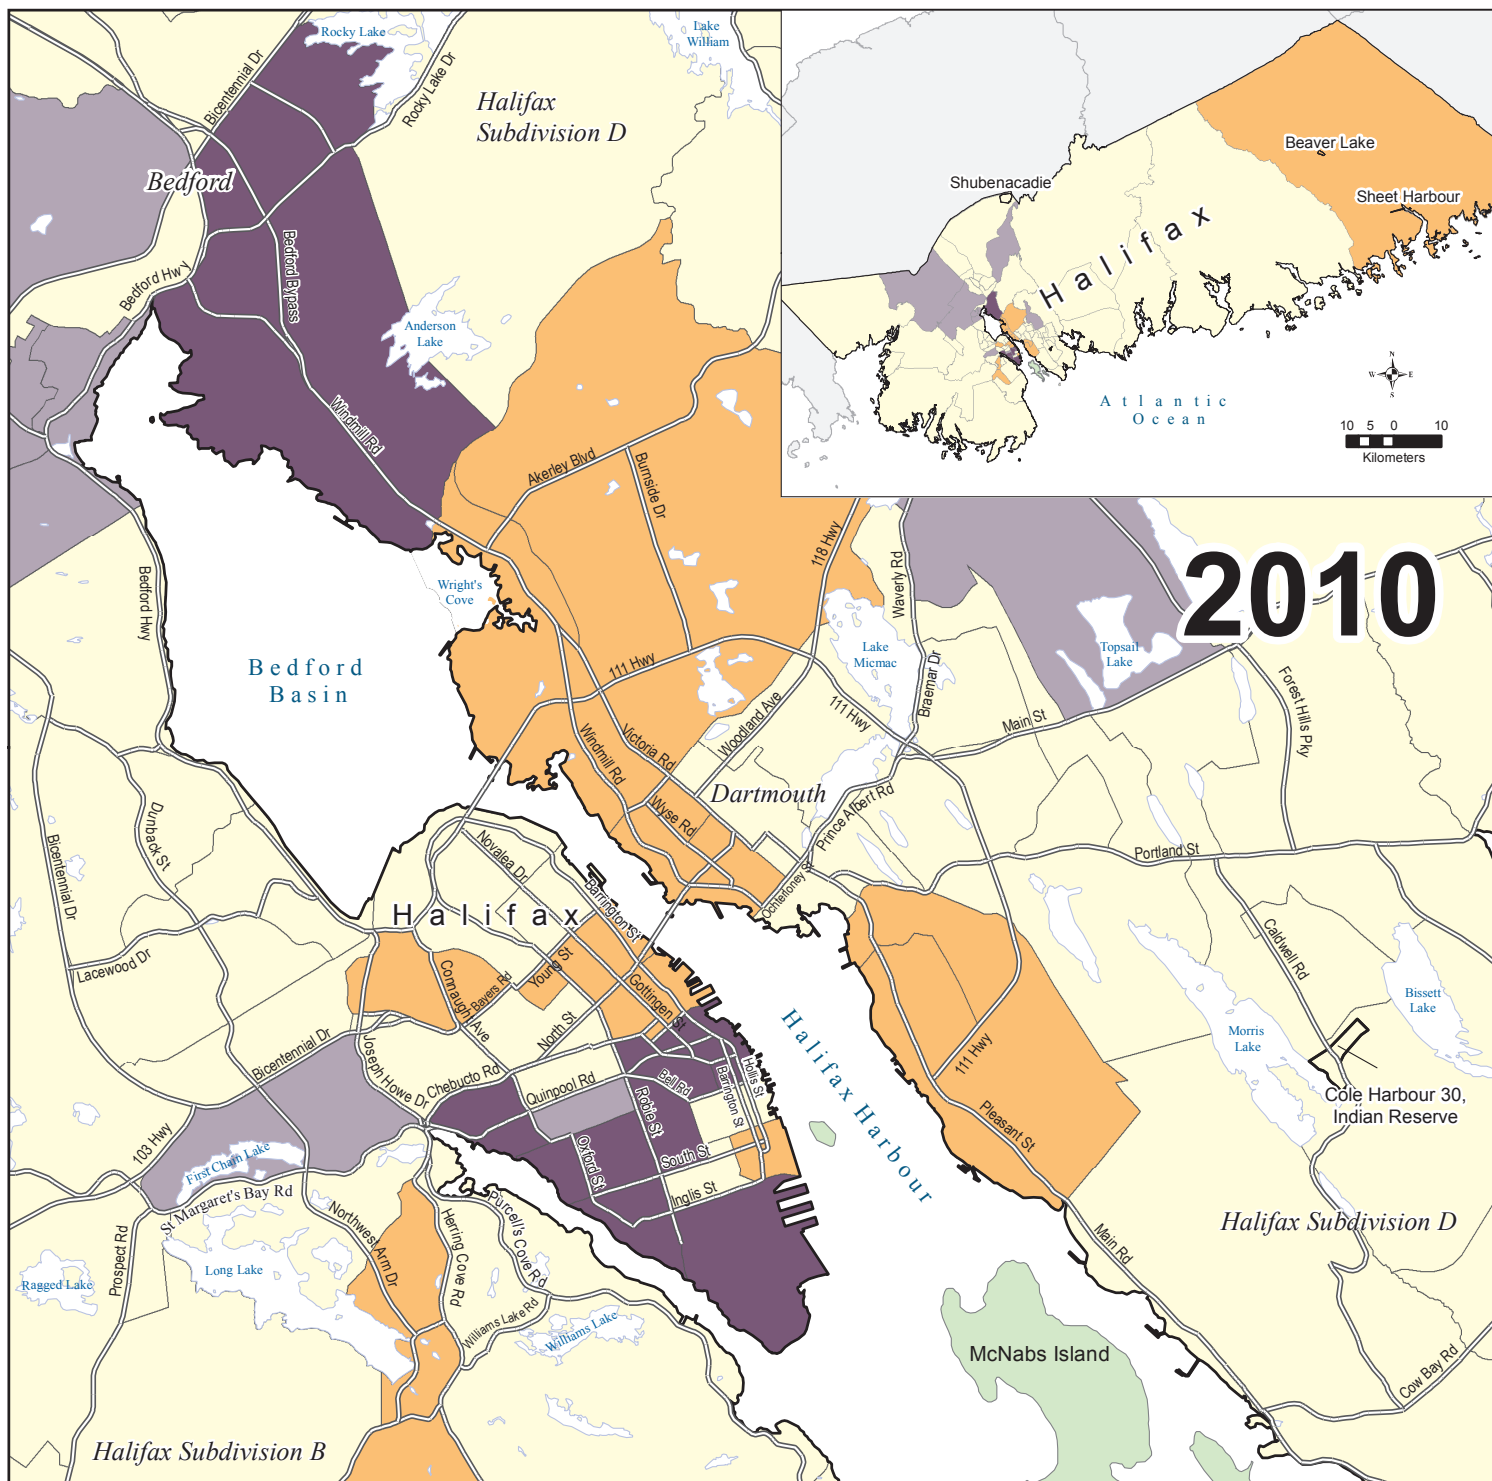 Rocky Lake
Lake
William
Bicentennial Dr
Rocky Lake Dr
Halifax
Subdivision D
Bedford
Bedford Bypass
Bedford Hwy
Anderson
Lake
Windmill Rd
Shubenacadie
Beaver Lake
Sheet Harbour
Halifax
Atlantic
Ocean
N
W
E
S
10 5 0 10
Kilometers
2010
Akerley Blvd
Burnside Dr
118 Hwy
Waverly Rd
Wright's
Cove
Bedford Hwy
Bedford
Basin
111 Hwy
Lake
Micmac
Braemar Dr
Topsail
Lake
Main St
Forest Hills Pky
Woodland Ave
111 Hwy
Victoria Rd
Windmill Rd
Wyse Rd
Dartmouth
Prince Albert Rd
Ochterloney St
Portland St
Dunback St
Bicentennial Dr
Lacewood Dr
Novalea Dr
Barrington St
Halifax
Connaught Ave
Bayers Rd
Young St
Gottingen St
North St
Bicentennial Dr
Joseph Howe Dr
Chebucto Rd
Quinpool Rd
Bell Rd
Robie St
Barrington St
Hollis St
Oxford St
South St
Inglis St
Halifax Harbour
111 Hwy
Pleasant St
Caldwell Rd
Bissett
Lake
Morris
Lake
Cole Harbour 30,
Indian Reserve
103 Hwy
First Chain Lake
St Margaret's Bay Rd
Prospect Rd
Ragged Lake
Long Lake
Northwest Arm Dr
Herring Cove Rd
Purcell's Cove Rd
Williams Lake Rd
Williams Lake
Main Rd
Halifax Subdivision D
McNabs Island
Cow Bay Rd
Halifax Subdivision B